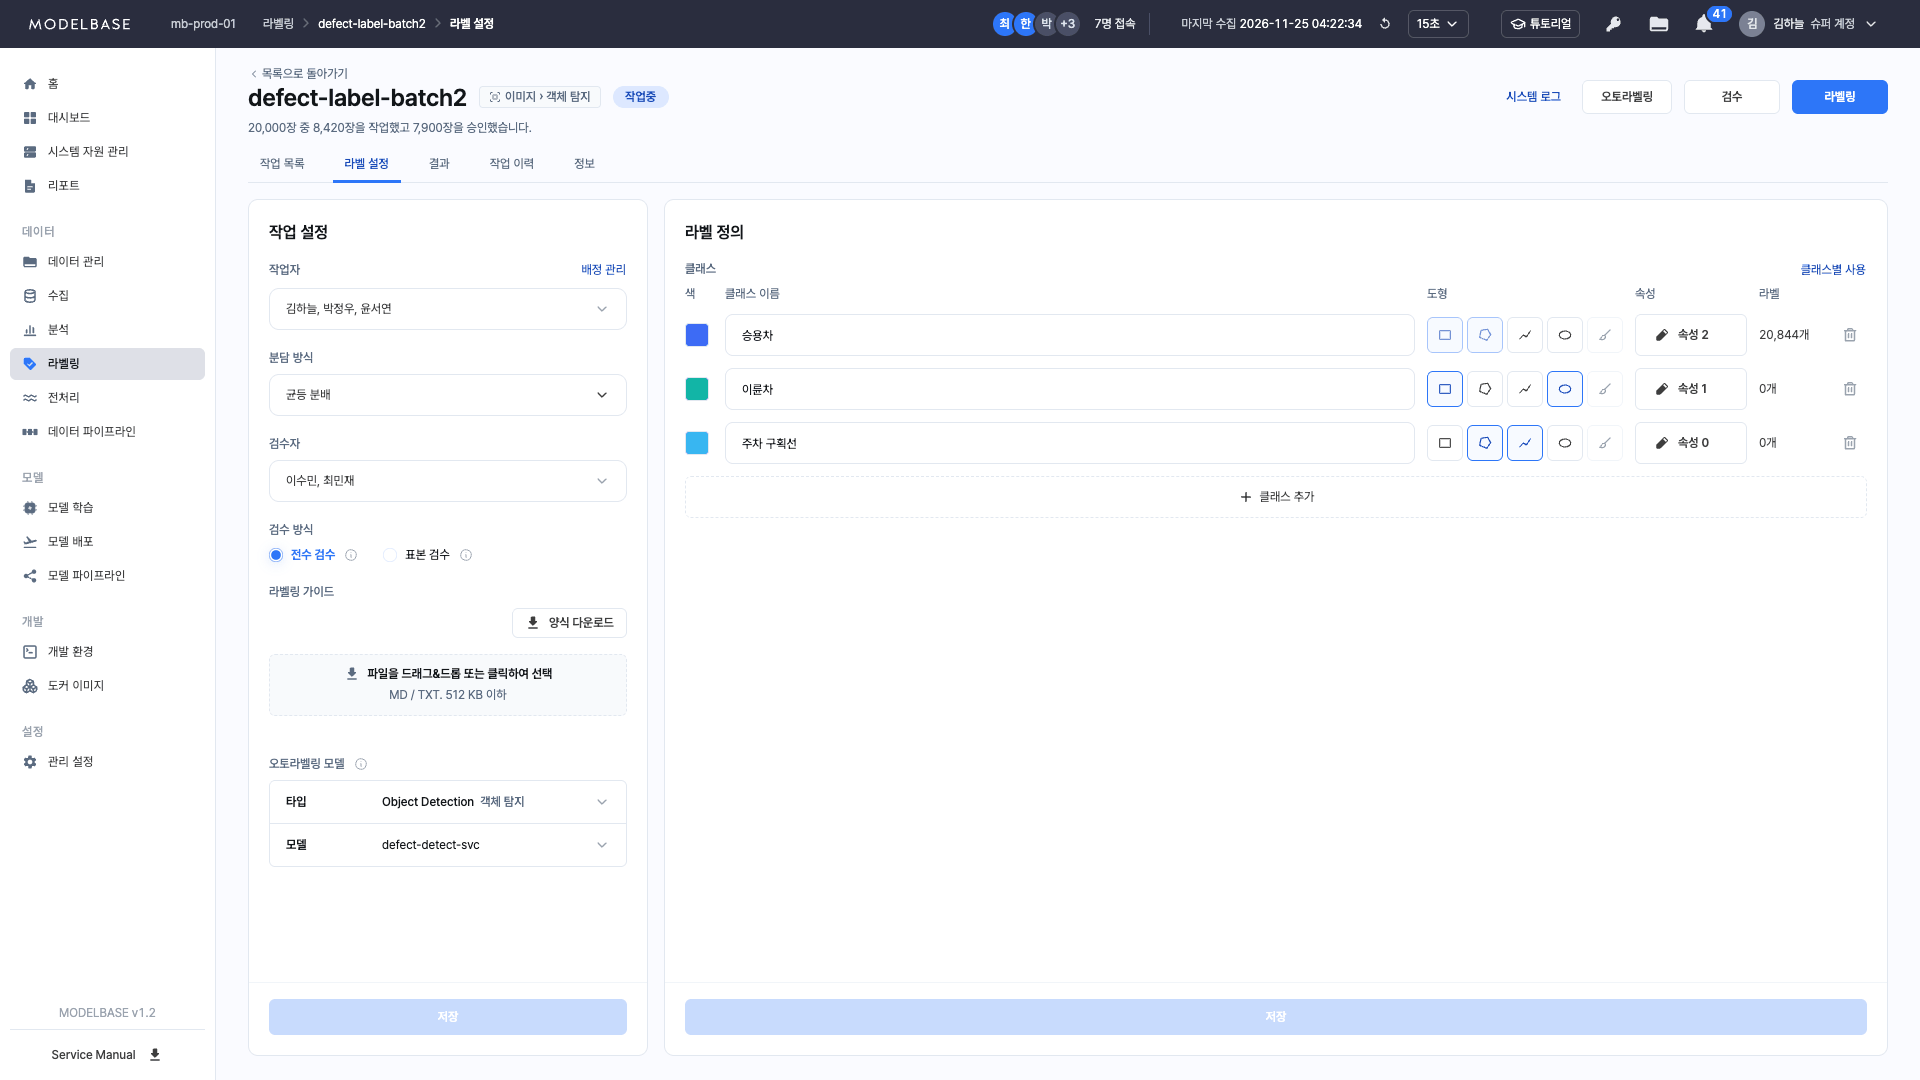 MODELBASE
mb-prod-01
라벨링 > defect-label-batch2 > 라벨 설정
최 한 박 +3 7명 접속
마지막 수집 2026-11-25 04:22:34
15초
튜토리얼
41
김 김하늘 슈퍼 계정
홈
대시보드
시스템 자원 관리
리포트
데이터
데이터 관리
수집
분석
라벨링
전처리
데이터 파이프라인
모델
모델 학습
모델 배포
모델 파이프라인
개발
개발 환경
도커 이미지
설정
관리 설정
MODELBASE v1.2
Service Manual
목록으로 돌아가기
defect-label-batch2 이미지 › 객체 탐지 작업중
20,000장 중 8,420장을 작업했고 7,900장을 승인했습니다.
시스템 로그 오토라벨링 검수 라벨링
작업 목록 라벨 설정 결과 작업 이력 정보
작업 설정
작업자 배정 관리
김하늘, 박정우, 윤서연
분담 방식
균등 분배
검수자
이수민, 최민재
검수 방식
전수 검수 표본 검수
라벨링 가이드
양식 다운로드
파일을 드래그&드롭 또는 클릭하여 선택
MD / TXT. 512 KB 이하
오토라벨링 모델
타입 Object Detection 객체 탐지
모델 defect-detect-svc
저장
라벨 정의
클래스 클래스별 사용
색 클래스 이름 도형 속성 라벨
승용차 속성 2 20,844개
이륜차 속성 1 0개
주차 구획선 속성 0 0개
클래스 추가
저장